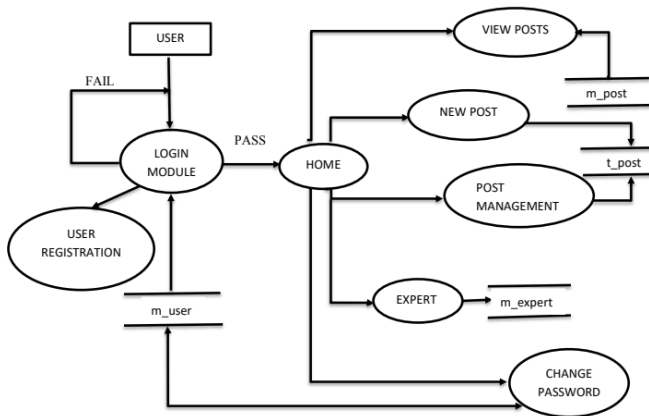 USER
VIEW POSTS
FAIL
m_post
NEW POST
PASS
LOGIN
MODULE
HOME
t_post
POST
MANAGEMENT
USER
REGISTRATION
EXPERT
m_expert
m_user
CHANGE
PASSWORD